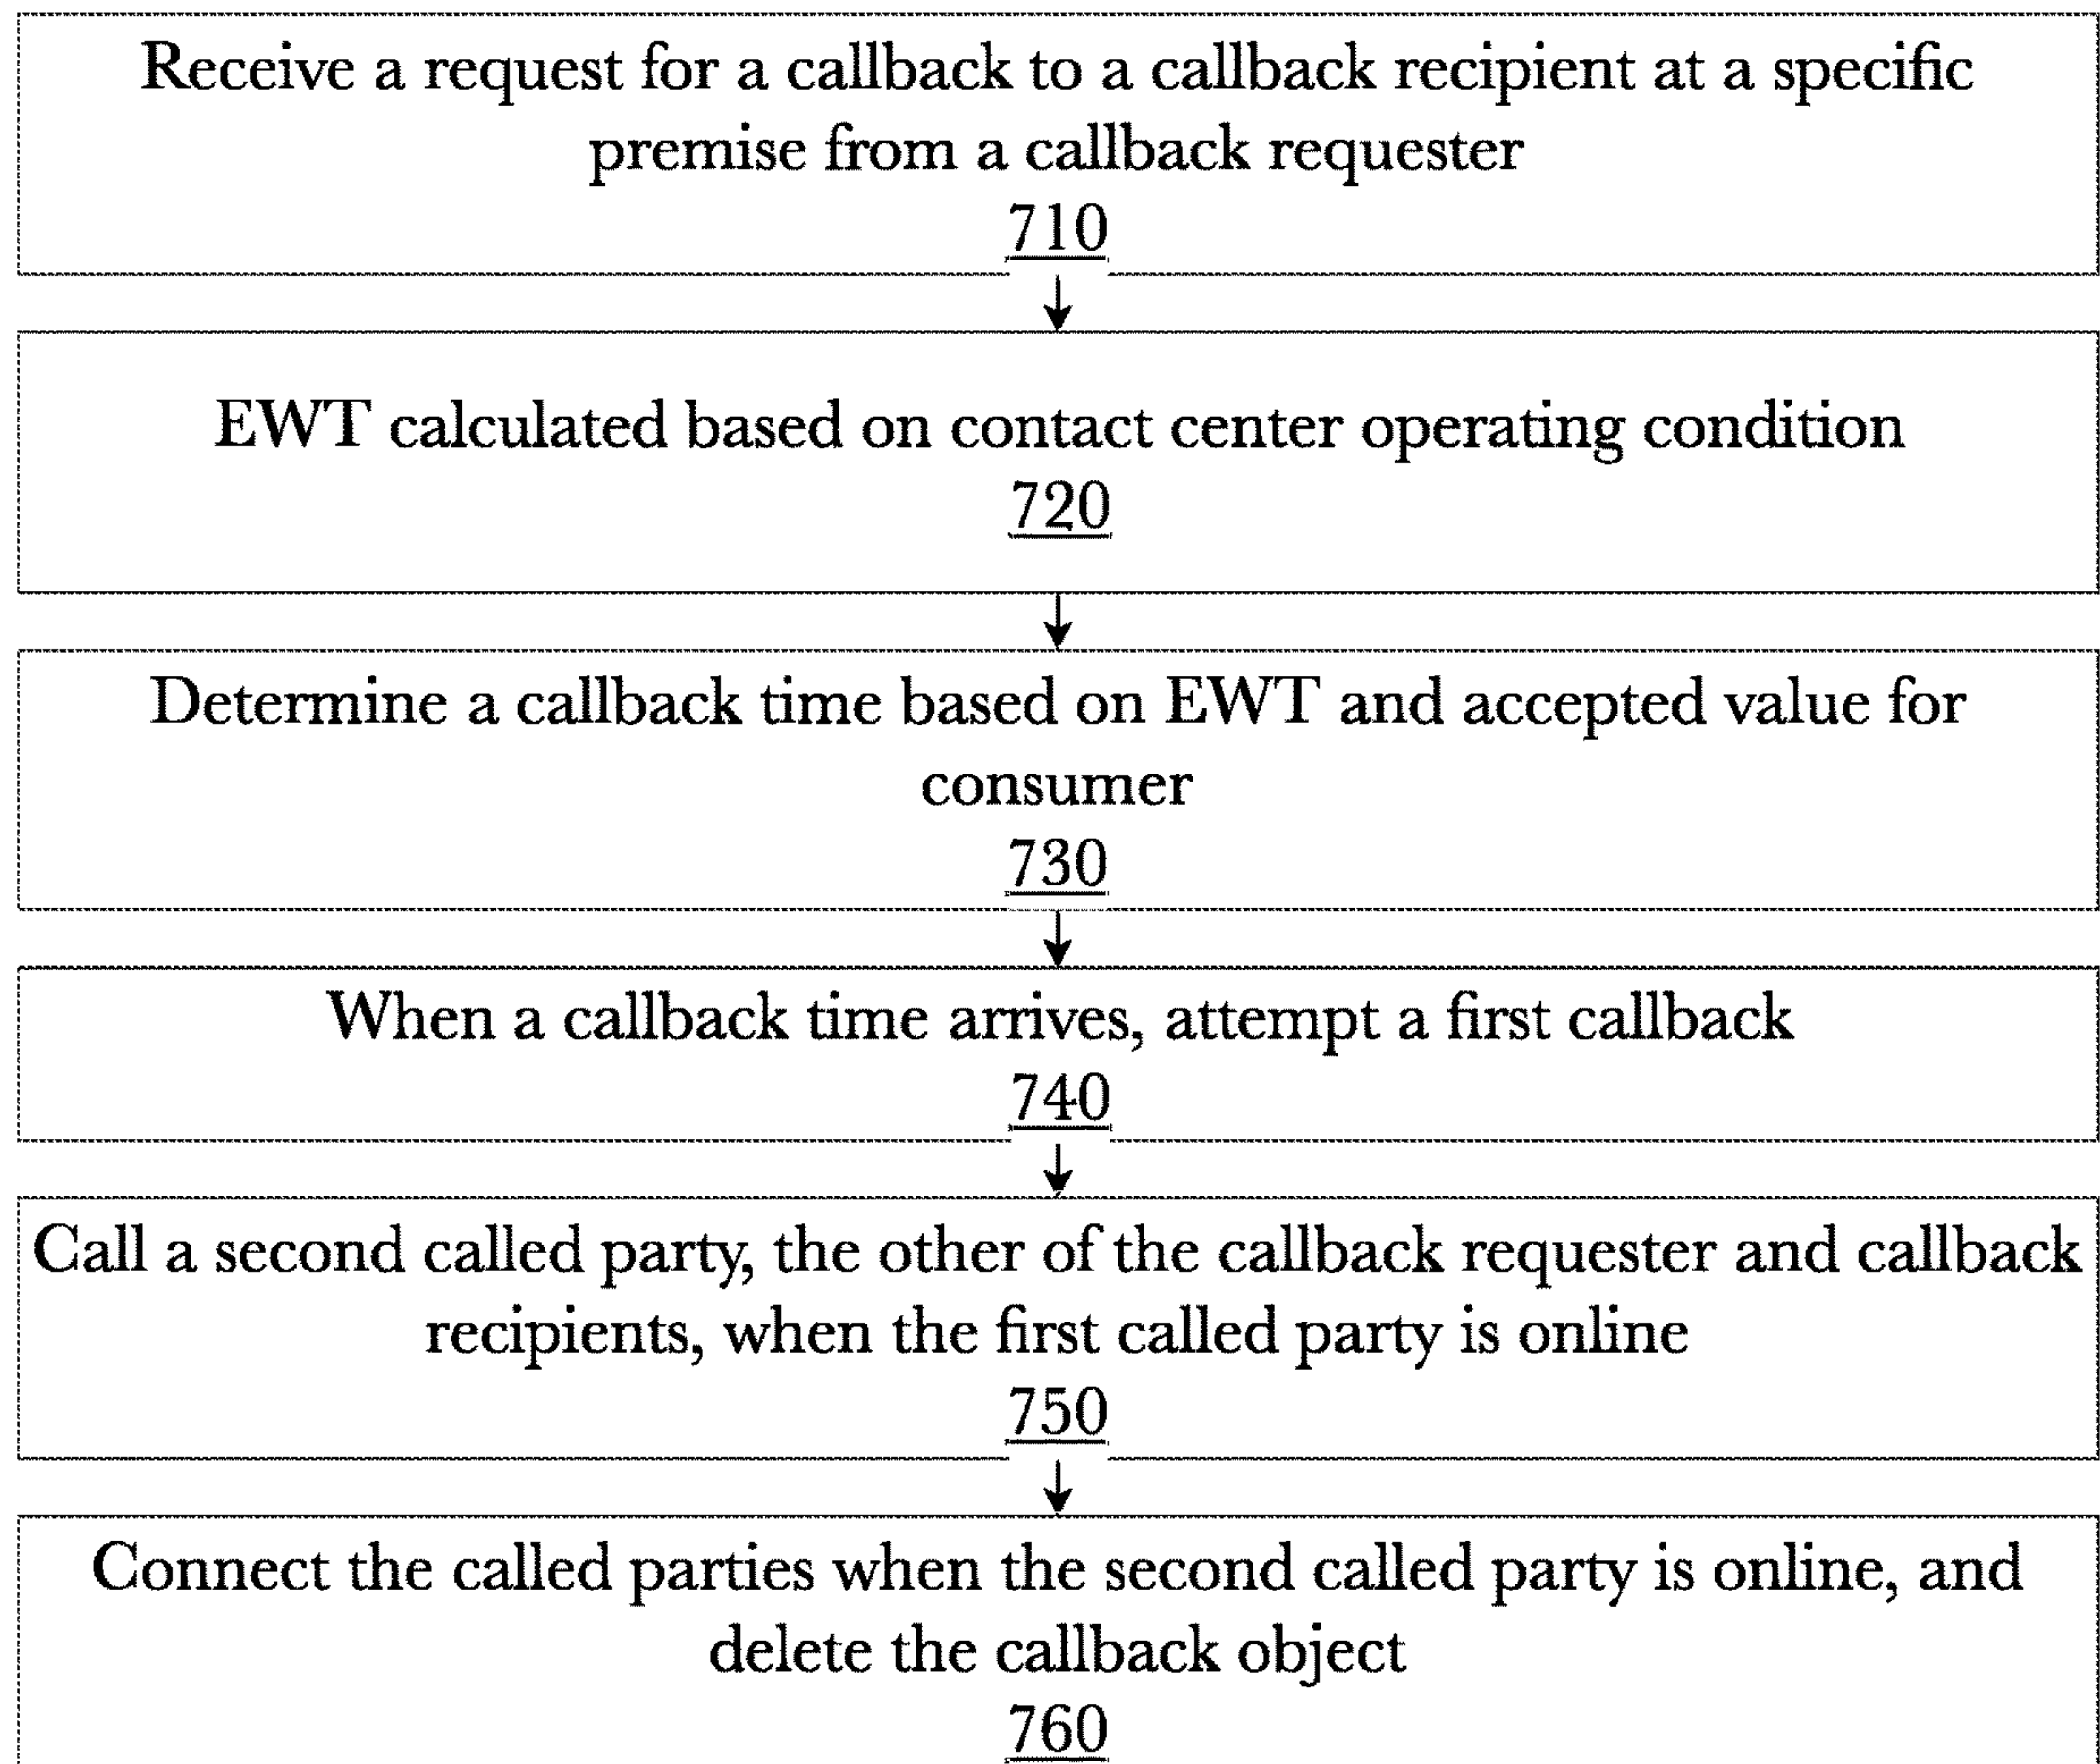 Receive a request for a callback to a callback recipient at a specific
premise from a callback requester
710
EWT calculated based on contact center operating condition
720
Determine a callback time based on EWT and accepted value for
consumer
730
When a callback time arrives, attempt a first callback
740
Call a second called party, the other of the callback requester and callback
recipients, when the first called party is online
750
Connect the called parties when the second called party is online, and
delete the callback object
760